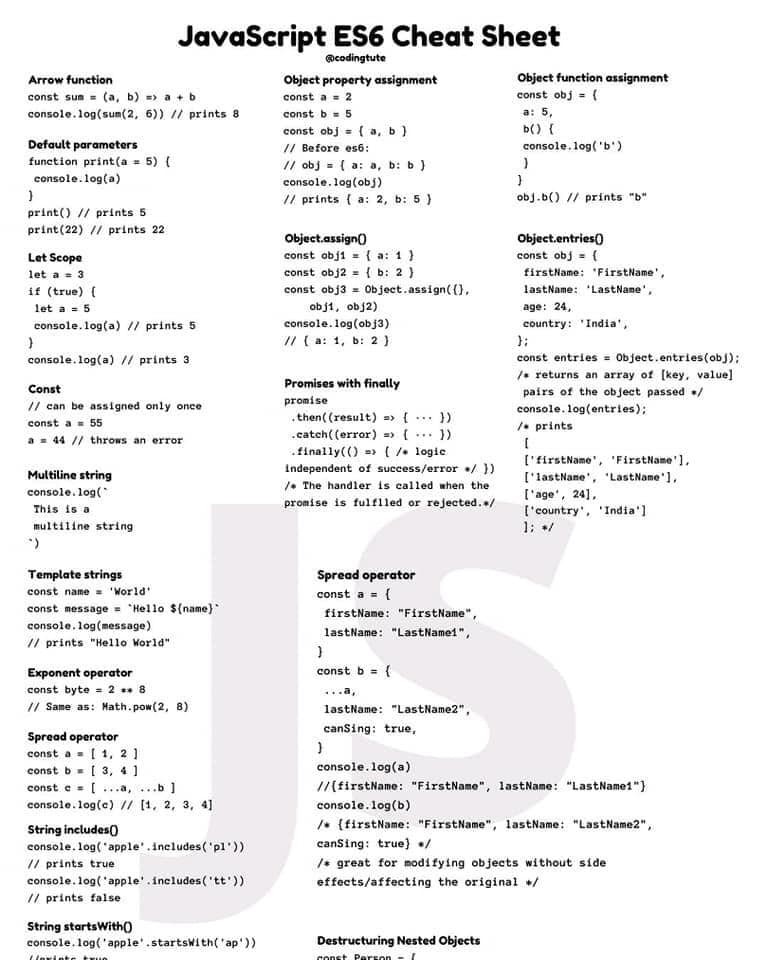 JavaScript ES6 Cheat Sheet
@codingtute
Arrow function
const sum = (a, b) => a + b
console.log(sum(2, 6)) // prints 8
Default parameters
function print(a = 5) {
 console.log(a)
}
print() // prints 5
print(22) // prints 22
Let Scope
let a = 3
if (true) {
 let a = 5
 console.log(a) // prints 5
}
console.log(a) // prints 3
Const
// can be assigned only once
const a = 55
a = 44 // throws an error
Multiline string
console.log(`
 This is a
 multiline string
`)
Object property assignment
const a = 2
const b = 5
const obj = { a, b }
// Before es6:
// obj = { a: a, b: b }
console.log(obj)
// prints { a: 2, b: 5 }
Object.assign()
const obj1 = { a: 1 }
const obj2 = { b: 2 }
const obj3 = Object.assign({},
    obj1, obj2)
console.log(obj3)
// { a: 1, b: 2 }
Promises with finally
promise
 .then((result) => { ··· })
 .catch((error) => { ··· })
 .finally(() => { /* logic
independent of success/error */ })
/* The handler is called when the
promise is fulflled or rejected.*/
Object function assignment
const obj = {
 a: 5,
 b() {
 console.log('b')
 }
}
obj.b() // prints "b"
Object.entries()
const obj = {
 firstName: 'FirstName',
 lastName: 'LastName',
 age: 24,
 country: 'India',
};
const entries = Object.entries(obj);
/* returns an array of [key, value]
 pairs of the object passed */
console.log(entries);
/* prints
 [
 ['firstName', 'FirstName'],
 ['lastName', 'LastName'],
 ['age', 24],
 ['country', 'India']
 ]; */
Template strings
const name = 'World'
const message = `Hello ${name}`
console.log(message)
// prints "Hello World"
Exponent operator
const byte = 2 ** 8
// Same as: Math.pow(2, 8)
Spread operator
const a = [ 1, 2 ]
const b = [ 3, 4 ]
const c = [ ...a, ...b ]
console.log(c) // [1, 2, 3, 4]
String includes()
console.log('apple'.includes('pl'))
// prints true
console.log('apple'.includes('tt'))
// prints false
String startsWith()
console.log('apple'.startsWith('ap'))
//prints true
Spread operator
const a = {
 firstName: "FirstName",
 lastName: "LastName1",
}
const b = {
 ...a,
 lastName: "LastName2",
 canSing: true,
}
console.log(a)
//{firstName: "FirstName", lastName: "LastName1"}
console.log(b)
/* {firstName: "FirstName", lastName: "LastName2",
canSing: true} */
/* great for modifying objects without side
effects/affecting the original */
Destructuring Nested Objects
const Person = {
JS